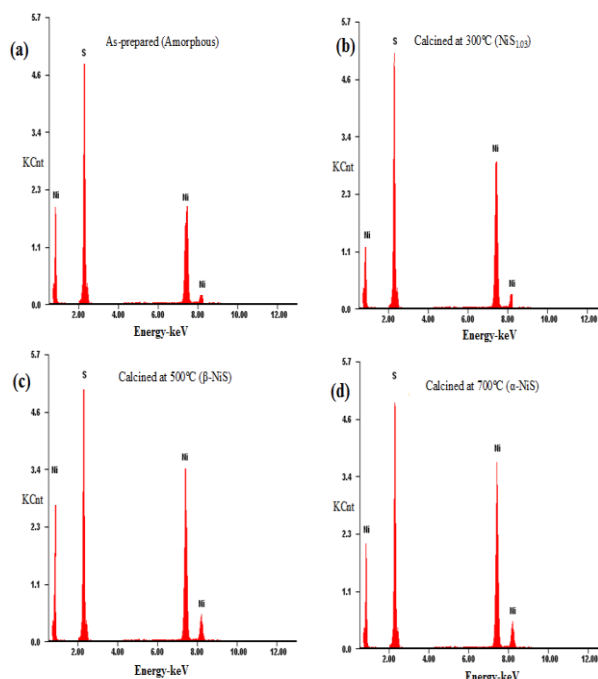 (a)
As-prepared (Amorphous)
5.7
4.6
3.4
KCnt
2.3
1.1
0.0
Ni
S
Ni
Ni
2.00 4.00 6.00 8.00 10.00 12.00
Energy-keV
(b)
Calcined at 300℃ (NiS1.03)
5.7
4.6
3.4
KCnt
2.3
1.1
0.0
Ni
S
Ni
Ni
2.00 4.00 6.00 8.00 10.00 12.00
Energy-keV
(c)
Calcined at 500℃ (β-NiS)
5.7
4.6
3.4
KCnt
2.3
1.1
0.0
Ni
S
Ni
Ni
2.00 4.00 6.00 8.00 10.00 12.00
Energy-keV
(d)
Calcined at 700℃ (α-NiS)
5.7
4.6
3.4
KCnt
2.3
1.1
0.0
Ni
S
Ni
Ni
2.00 4.00 6.00 8.00 10.00 12.00
Energy-keV